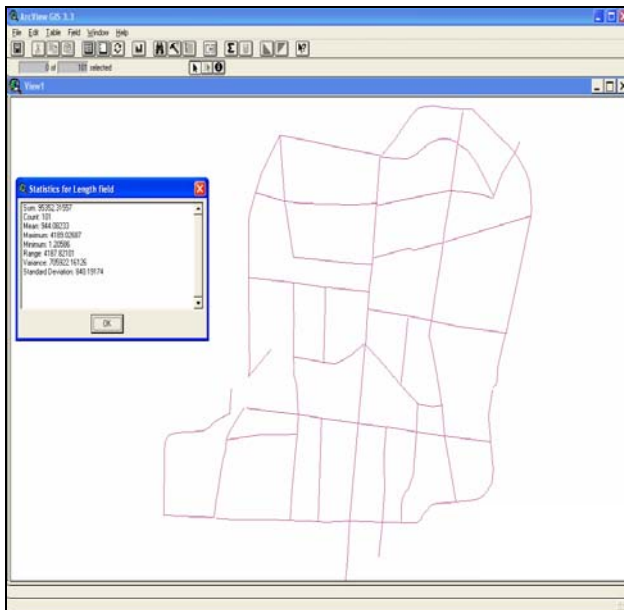 ArcView GIS 3.3
File Edit Table Field Window Help
0 of 101 selected
View1
Statistics for Length field
Sum: 95352.31557
Count: 101
Mean: 944.08233
Maximum: 4189.02687
Minimum: 1.20586
Range: 4187.82101
Variance: 705922.16126
Standard Deviation: 840.19174
OK